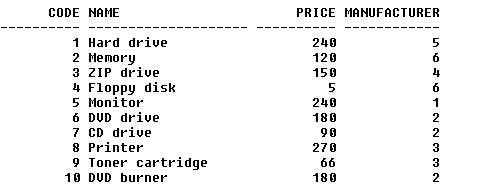 CODE NAME PRICE MANUFACTURER
---------- -------------------- ---------- ------------
1 Hard drive 240 5
2 Memory 120 6
3 ZIP drive 150 4
4 Floppy disk 5 6
5 Monitor 240 1
6 DVD drive 180 2
7 CD drive 90 2
8 Printer 270 3
9 Toner cartridge 66 3
10 DVD burner 180 2